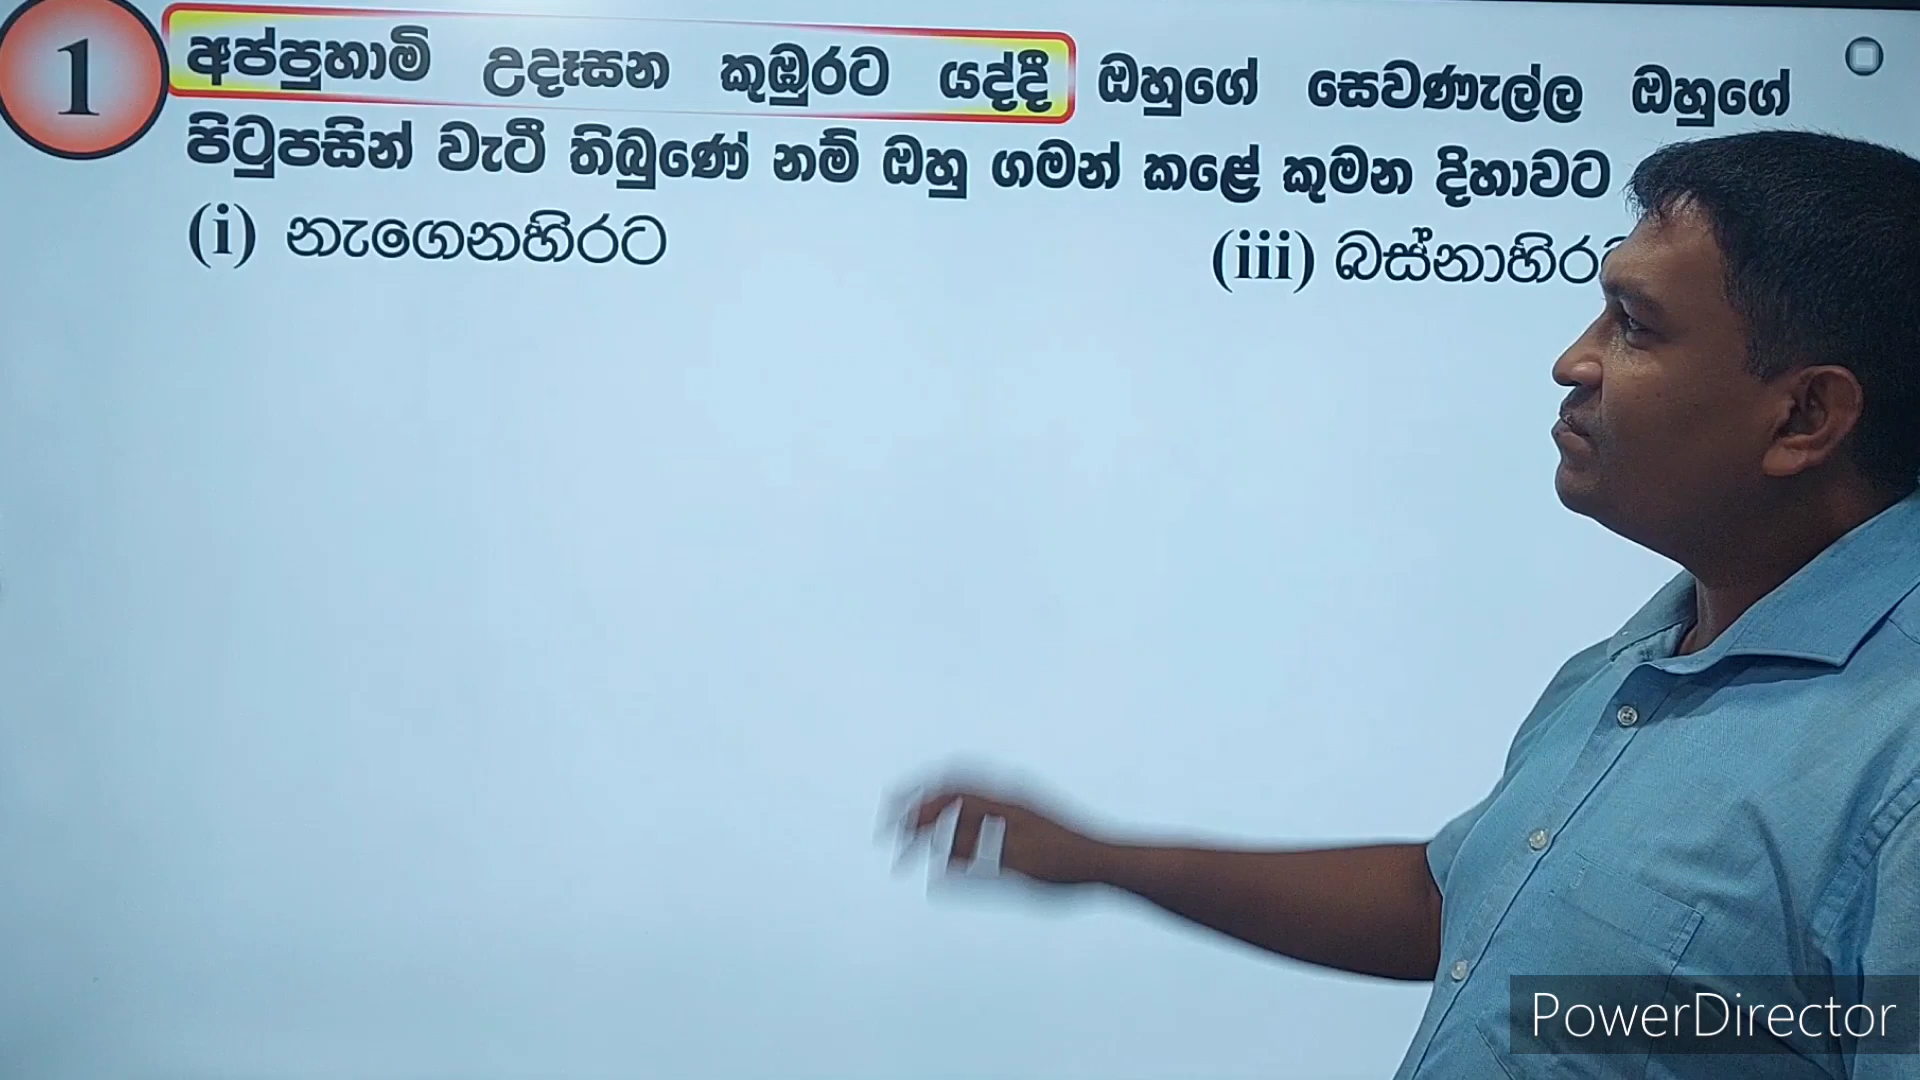 1
අප්පුහාමි උදෑසන කුඹුරට යද්දී ඔහුගේ සෙවණැල්ල ඔහුගේ
පිටුපසින් වැටී තිබුණේ නම් ඔහු ගමන් කළේ කුමන දිහාවට
(i) නැගෙනහිරට (iii)
PowerDirector